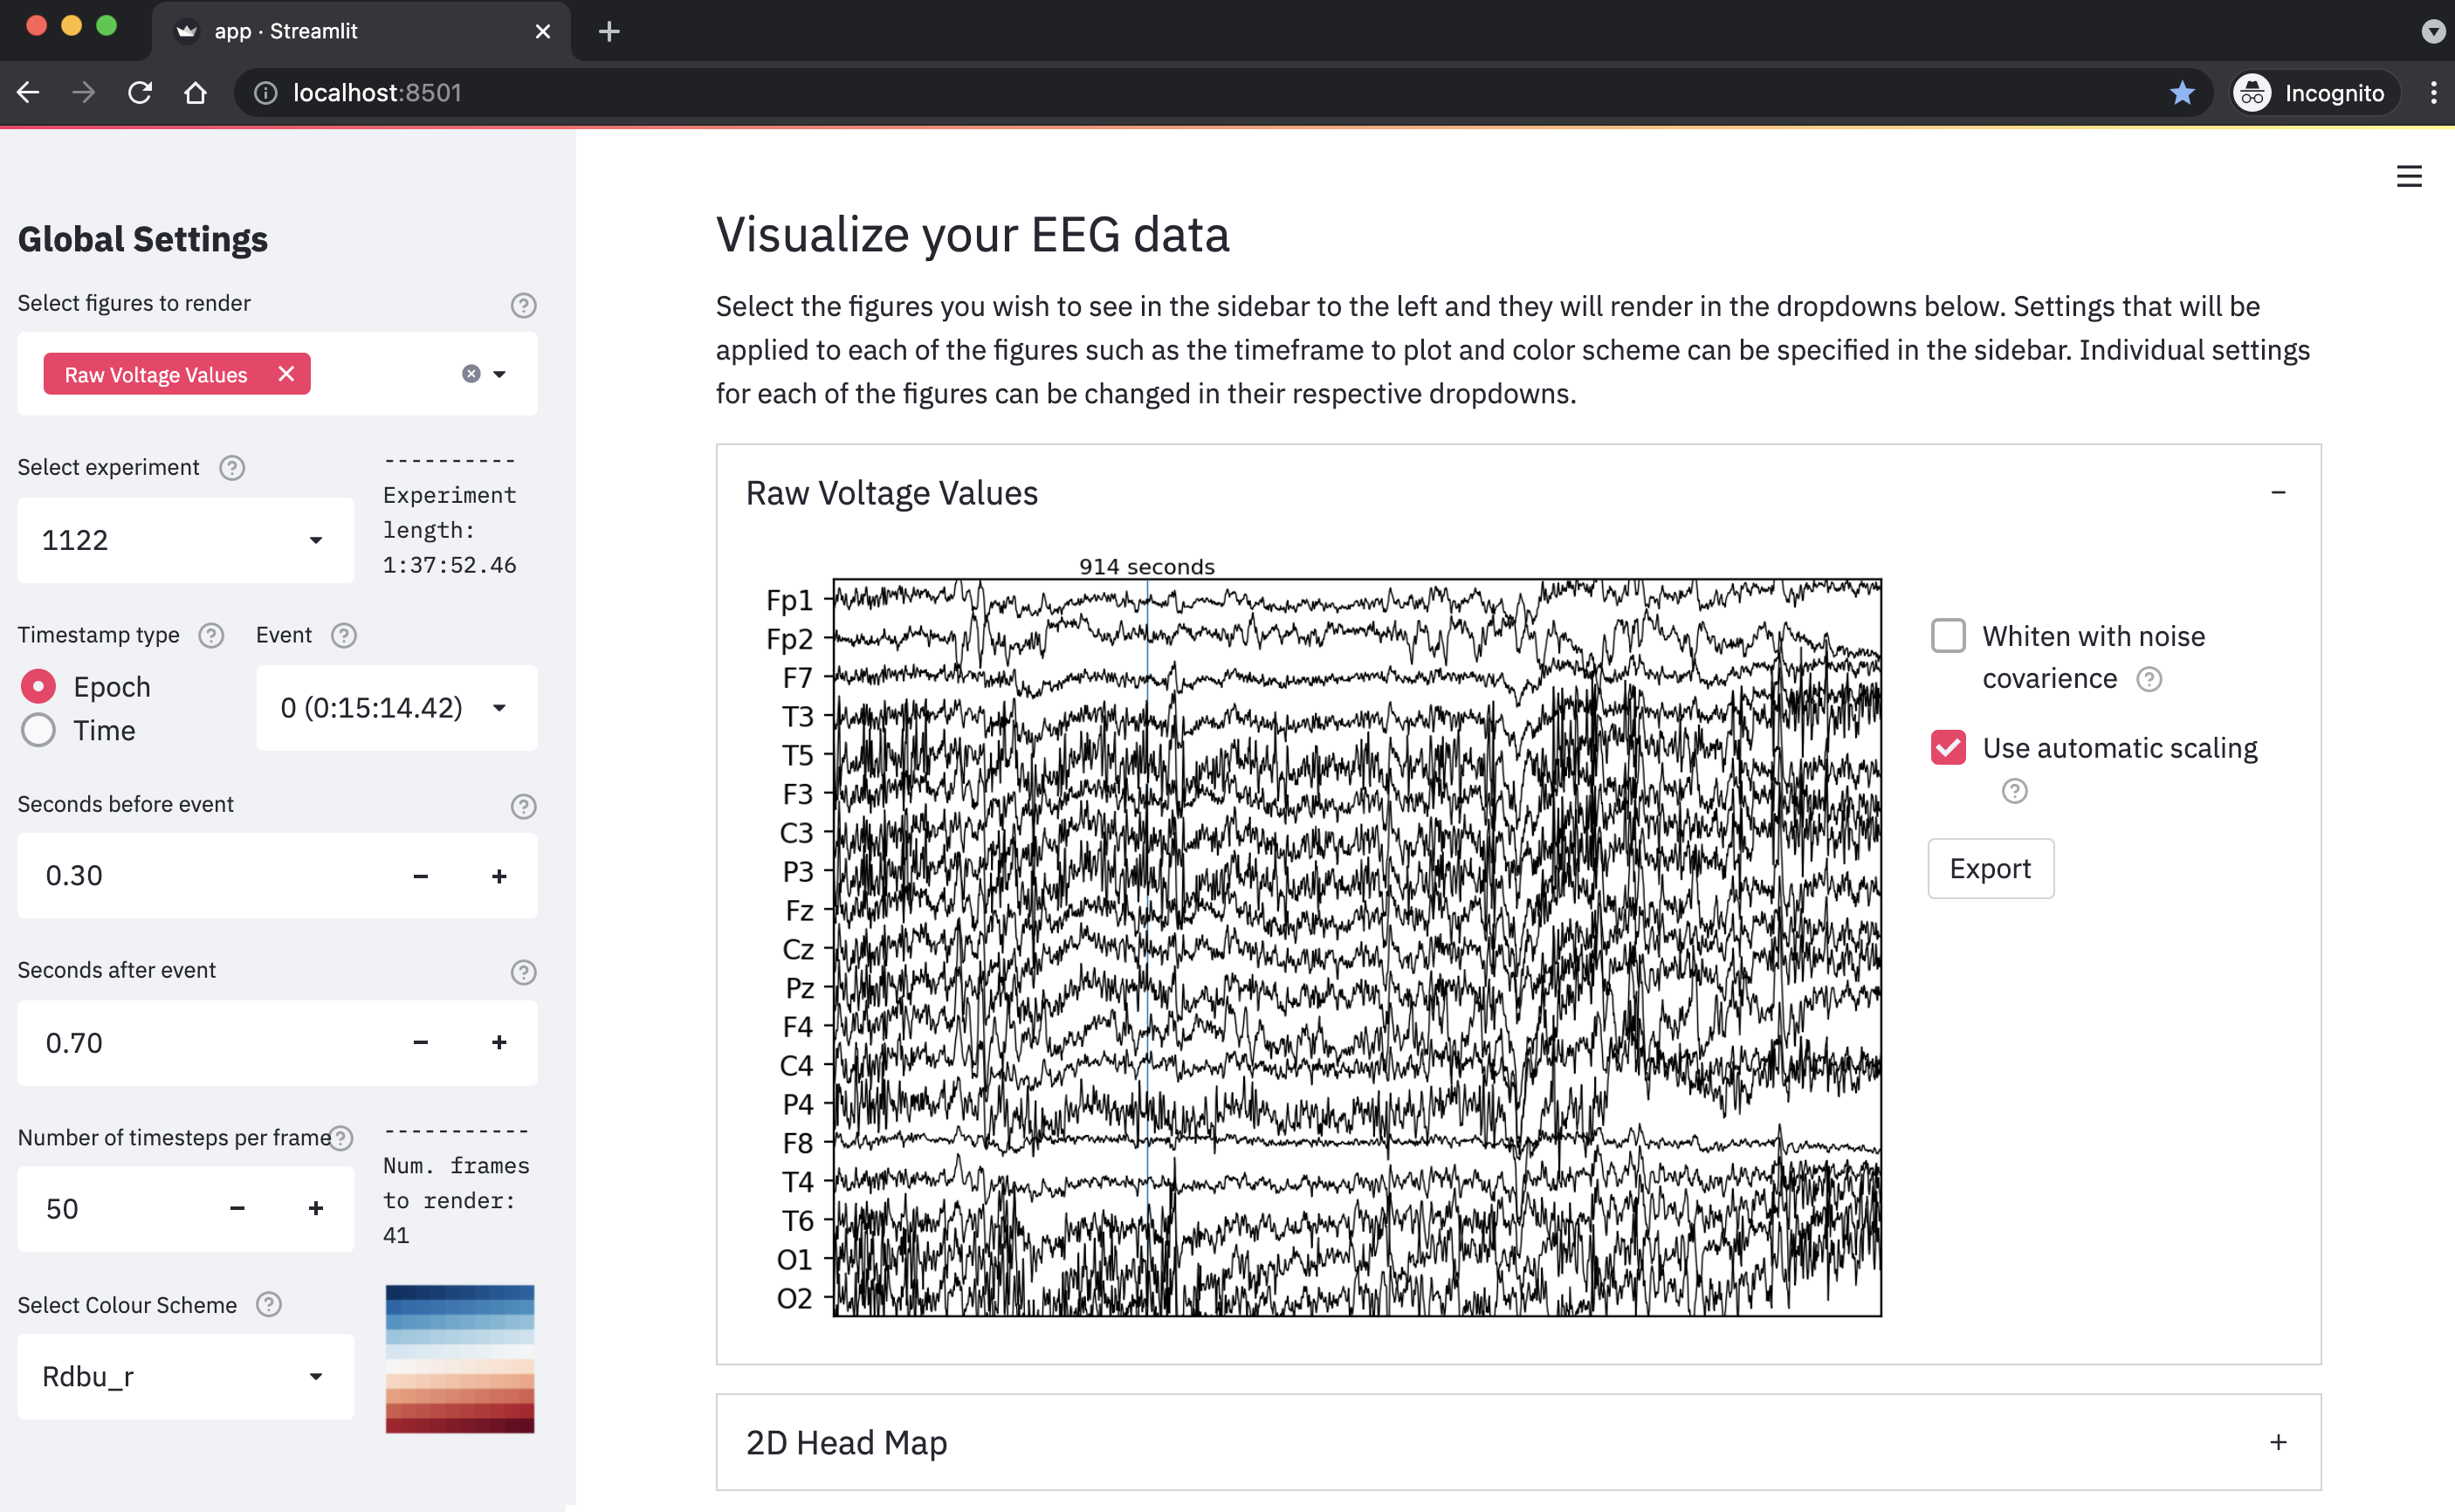 app · Streamlit
localhost:8501
Incognito
Global Settings
Select figures to render
Raw Voltage Values
Select experiment
1122
----------
Experiment
length:
1:37:52.46
Timestamp type
Epoch
Time
Event
0 (0:15:14.42)
Seconds before event
0.30
Seconds after event
0.70
Number of timesteps per frame
50
-----------
Num. frames
to render:
41
Select Colour Scheme
Rdbu_r
Visualize your EEG data
Select the figures you wish to see in the sidebar to the left and they will render in the dropdowns below. Settings that will be
applied to each of the figures such as the timeframe to plot and color scheme can be specified in the sidebar. Individual settings
for each of the figures can be changed in their respective dropdowns.
Raw Voltage Values
914 seconds
Fp1
Fp2
F7
T3
T5
F3
C3
P3
Fz
Cz
Pz
F4
C4
P4
F8
T4
T6
O1
O2
Whiten with noise
covarience
Use automatic scaling
Export
2D Head Map